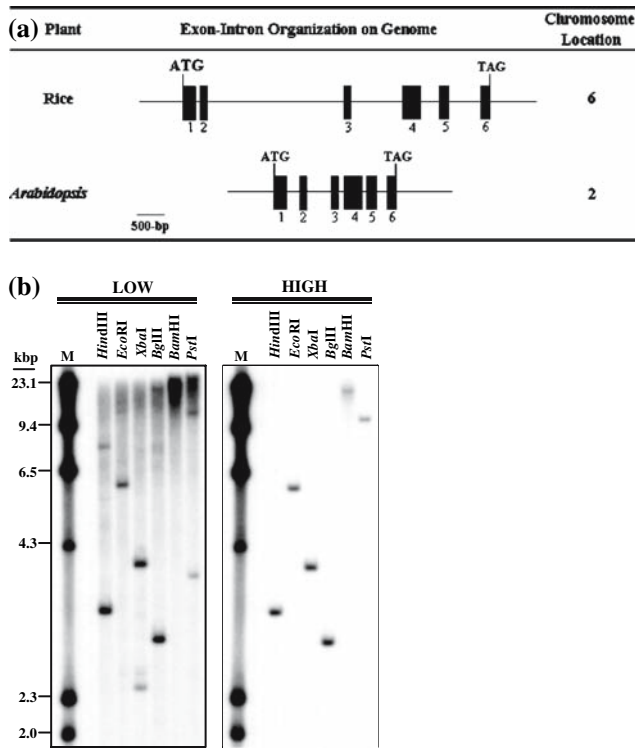 (a) Plant Exon-Intron Organization on Genome Chromosome Location
ATG TAG
Rice 6
1 2 3 4 5 6
ATG TAG
Arabidopsis 2
1 2 3 4 5 6
500-bp
(b) LOW HIGH
kbp M HindIII EcoRI XbaI BglII BamHI PstI M HindIII EcoRI XbaI BglII BamHI PstI
23.1
9.4
6.5
4.3
2.3
2.0